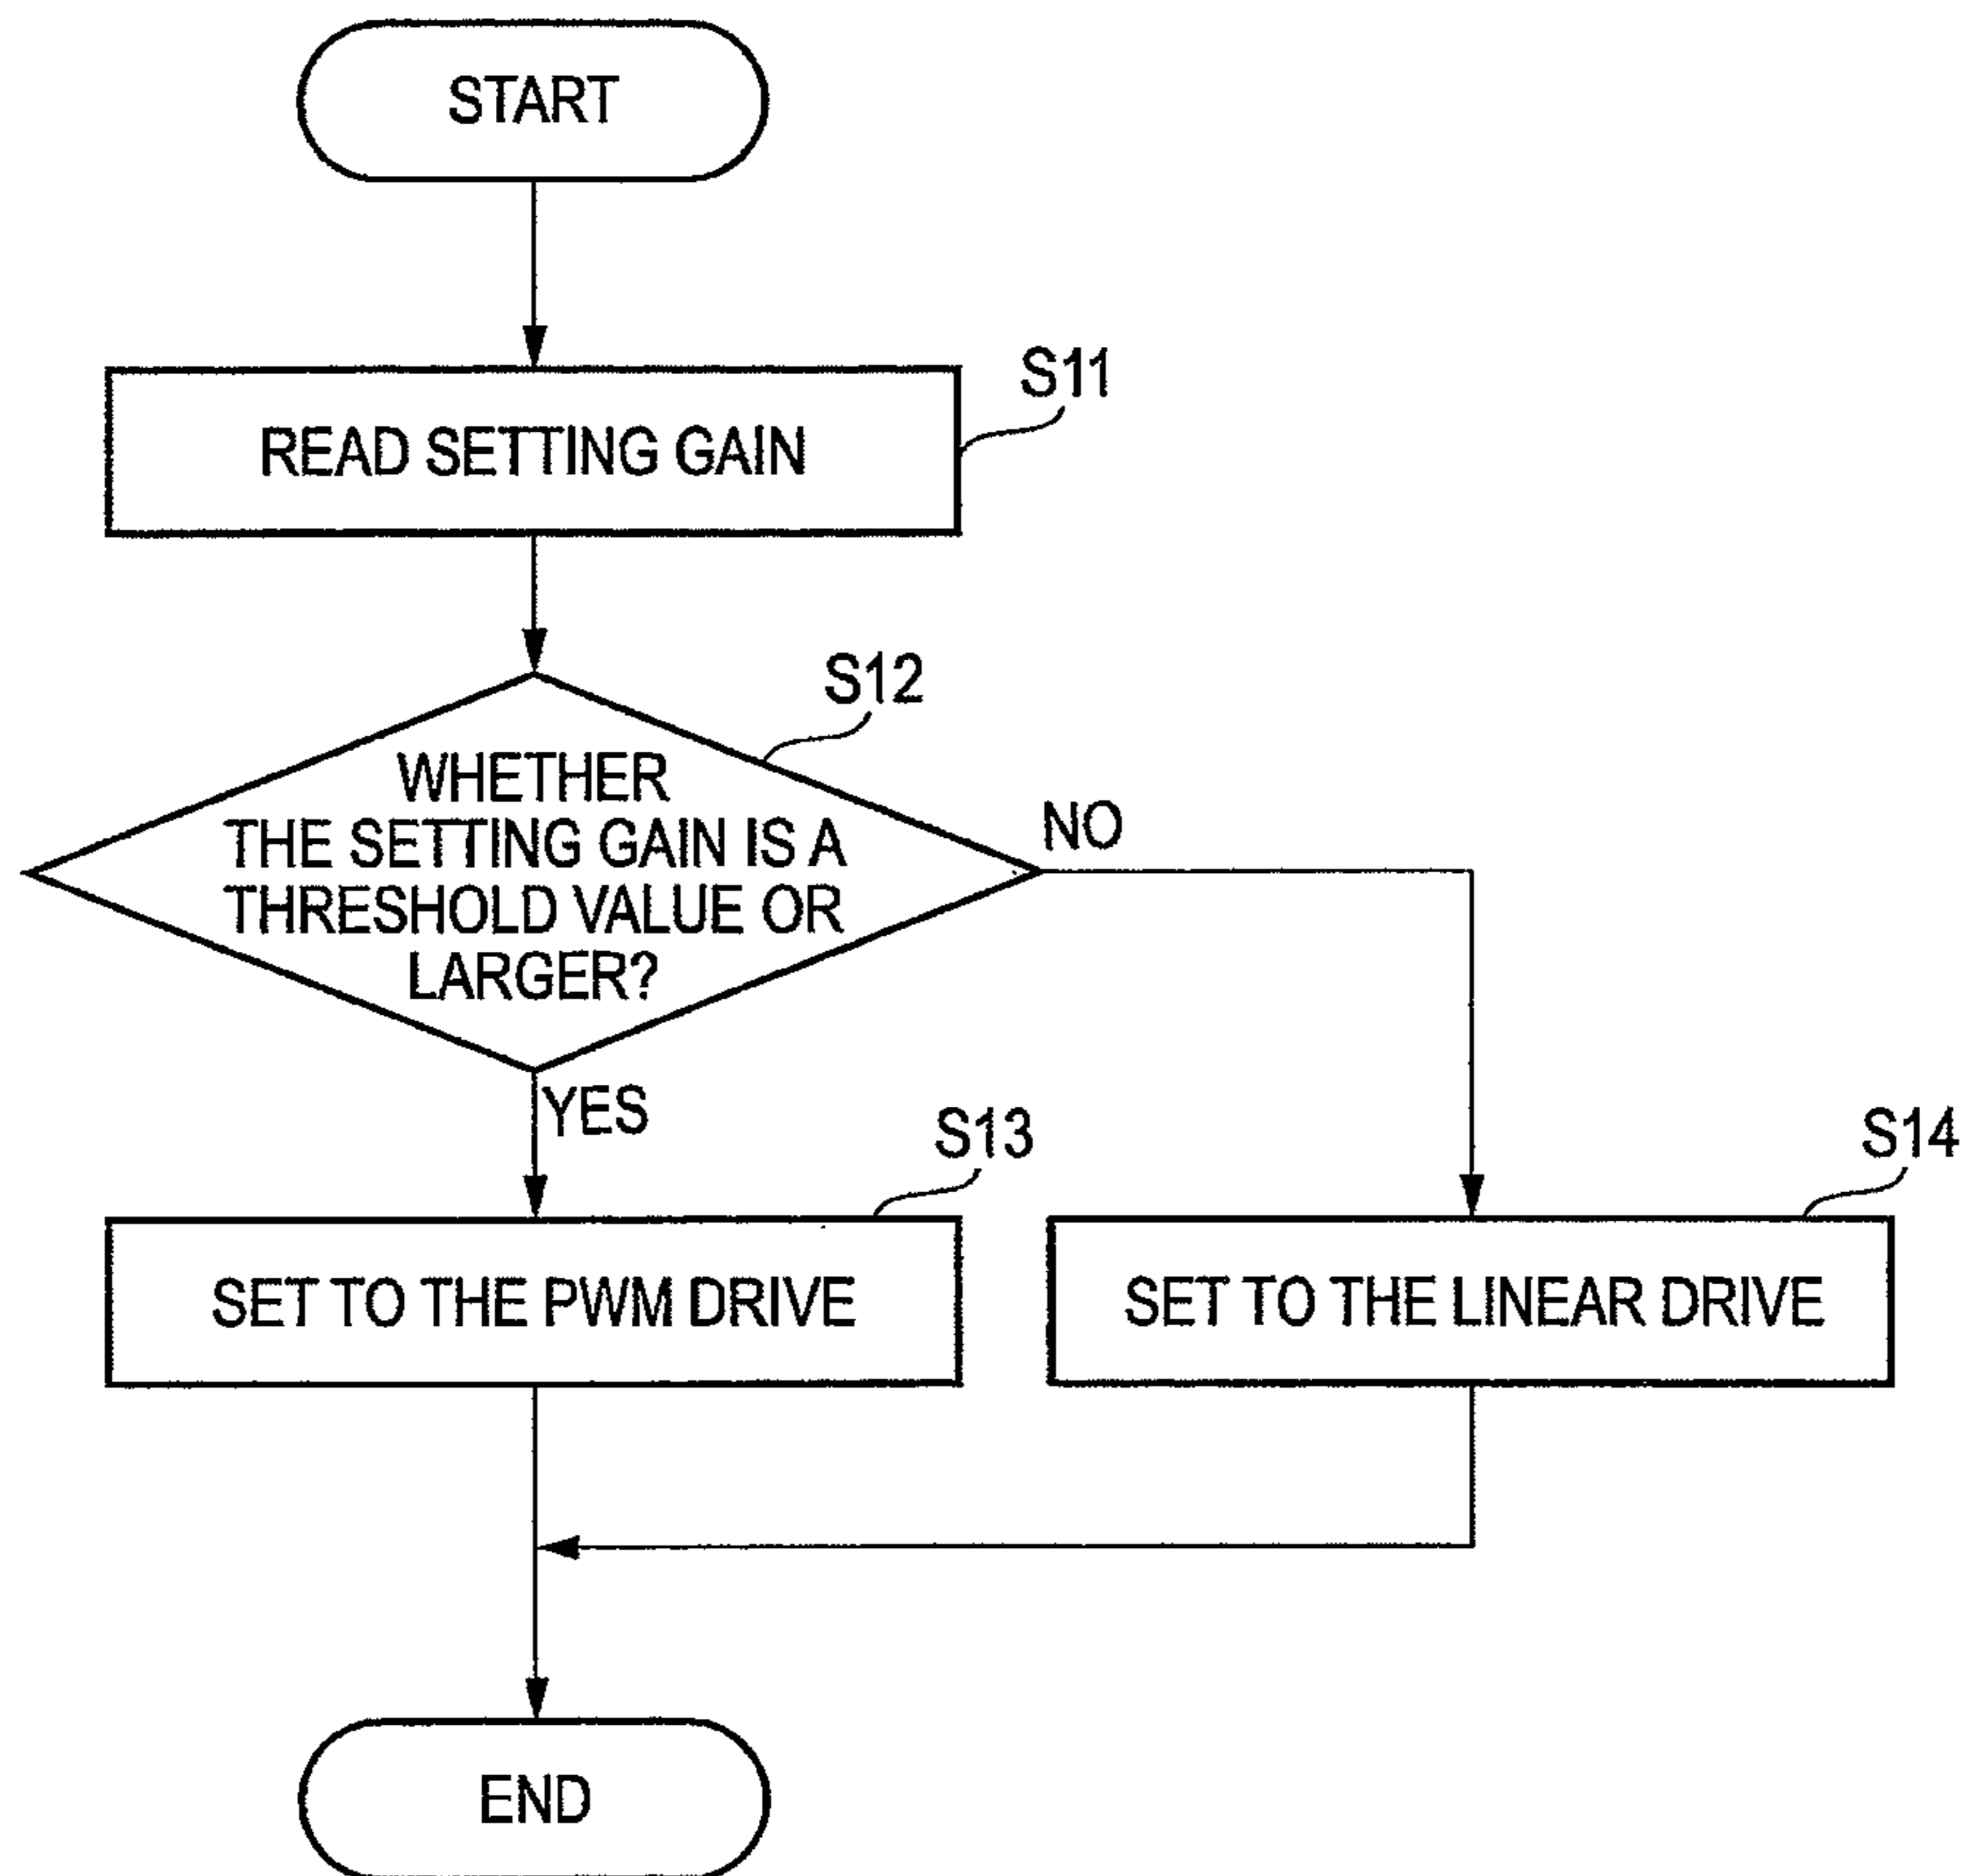 START
S11
READ SETTING GAIN
S12
WHETHER
THE SETTING GAIN IS A
THRESHOLD VALUE OR
LARGER?
NO
YES
S13
S14
SET TO THE PWM DRIVE
SET TO THE LINEAR DRIVE
END